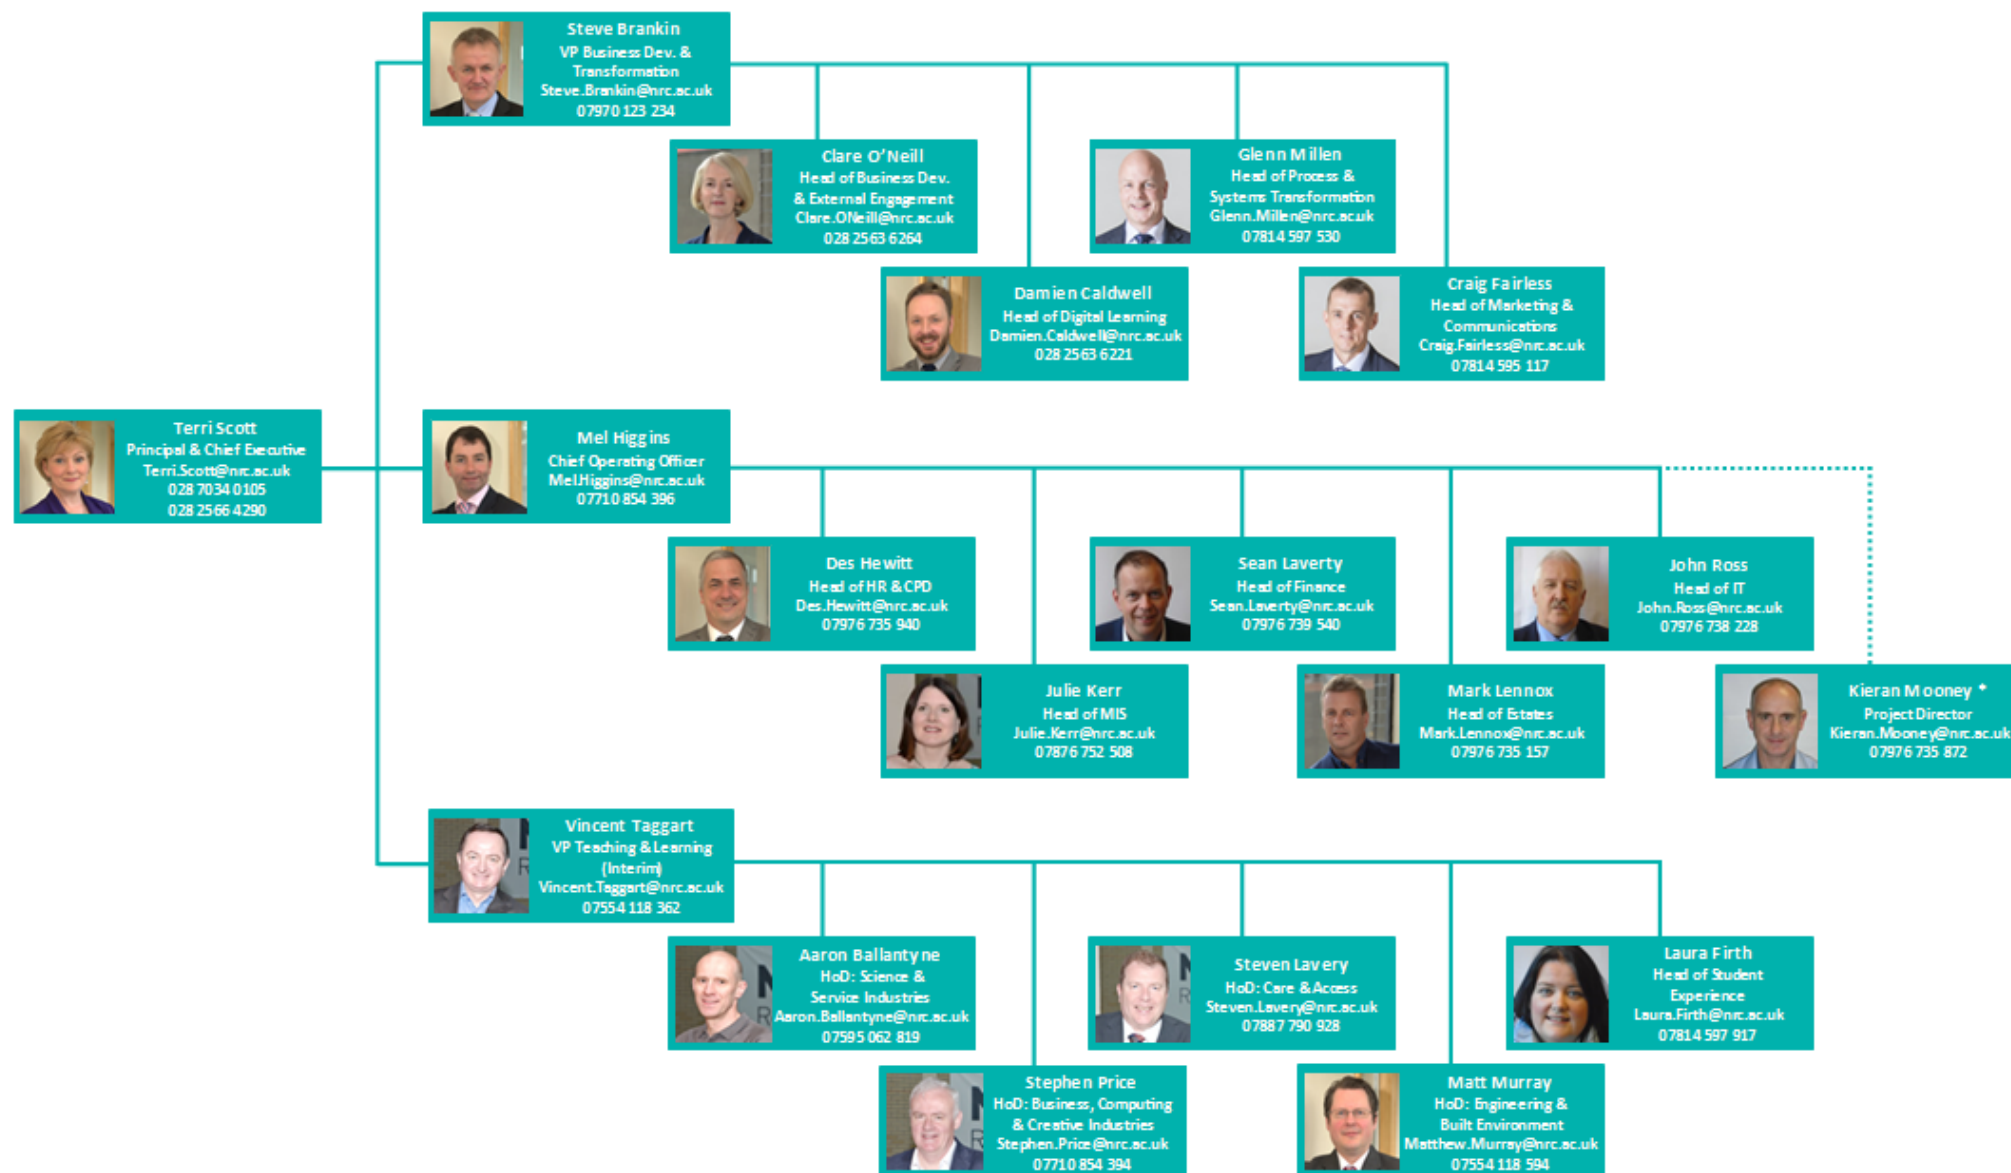 Steve Brankin
VP Business Dev. &
Transformation
Steve.Brankin@nrc.ac.uk
07970 123 234
Clare O'Neill
Head of Business Dev.
& External Engagement
Clare.ONeill@nrc.ac.uk
028 2563 6264
Glenn Millen
Head of Process &
Systems Transformation
Glenn.Millen@nrc.ac.uk
07814 597 530
Damien Caldwell
Head of Digital Learning
Damien.Caldwell@nrc.ac.uk
028 2563 6221
Craig Fairless
Head of Marketing &
Communications
Craig.Fairless@nrc.ac.uk
07814 595 117
Terri Scott
Principal & Chief Executive
Terri.Scott@nrc.ac.uk
028 7034 0105
028 2566 4290
Mel Higgins
Chief Operating Officer
Mel.Higgins@nrc.ac.uk
07710 854 396
Des Hewitt
Head of HR & CPD
Des.Hewitt@nrc.ac.uk
07976 735 940
Sean Laverty
Head of Finance
Sean.Laverty@nrc.ac.uk
07976 739 540
John Ross
Head of IT
John.Ross@nrc.ac.uk
07976 738 228
Julie Kerr
Head of MIS
Julie.Kerr@nrc.ac.uk
07876 752 508
Mark Lennox
Head of Estates
Mark.Lennox@nrc.ac.uk
07976 735 157
Kieran Mooney *
Project Director
Kieran.Mooney@nrc.ac.uk
07976 735 872
Vincent Taggart
VP Teaching & Learning
(Interim)
Vincent.Taggart@nrc.ac.uk
07554 118 362
Aaron Ballantyne
HoD: Science &
Service Industries
Aaron.Ballantyne@nrc.ac.uk
07595 062 819
Steven Lavery
HoD: Care & Access
Steven.Lavery@nrc.ac.uk
07887 790 928
Laura Firth
Head of Student
Experience
Laura.Firth@nrc.ac.uk
07814 597 917
Stephen Price
HoD: Business, Computing
& Creative Industries
Stephen.Price@nrc.ac.uk
07710 854 394
Matt Murray
HoD: Engineering &
Built Environment
Matthew.Murray@nrc.ac.uk
07554 118 594